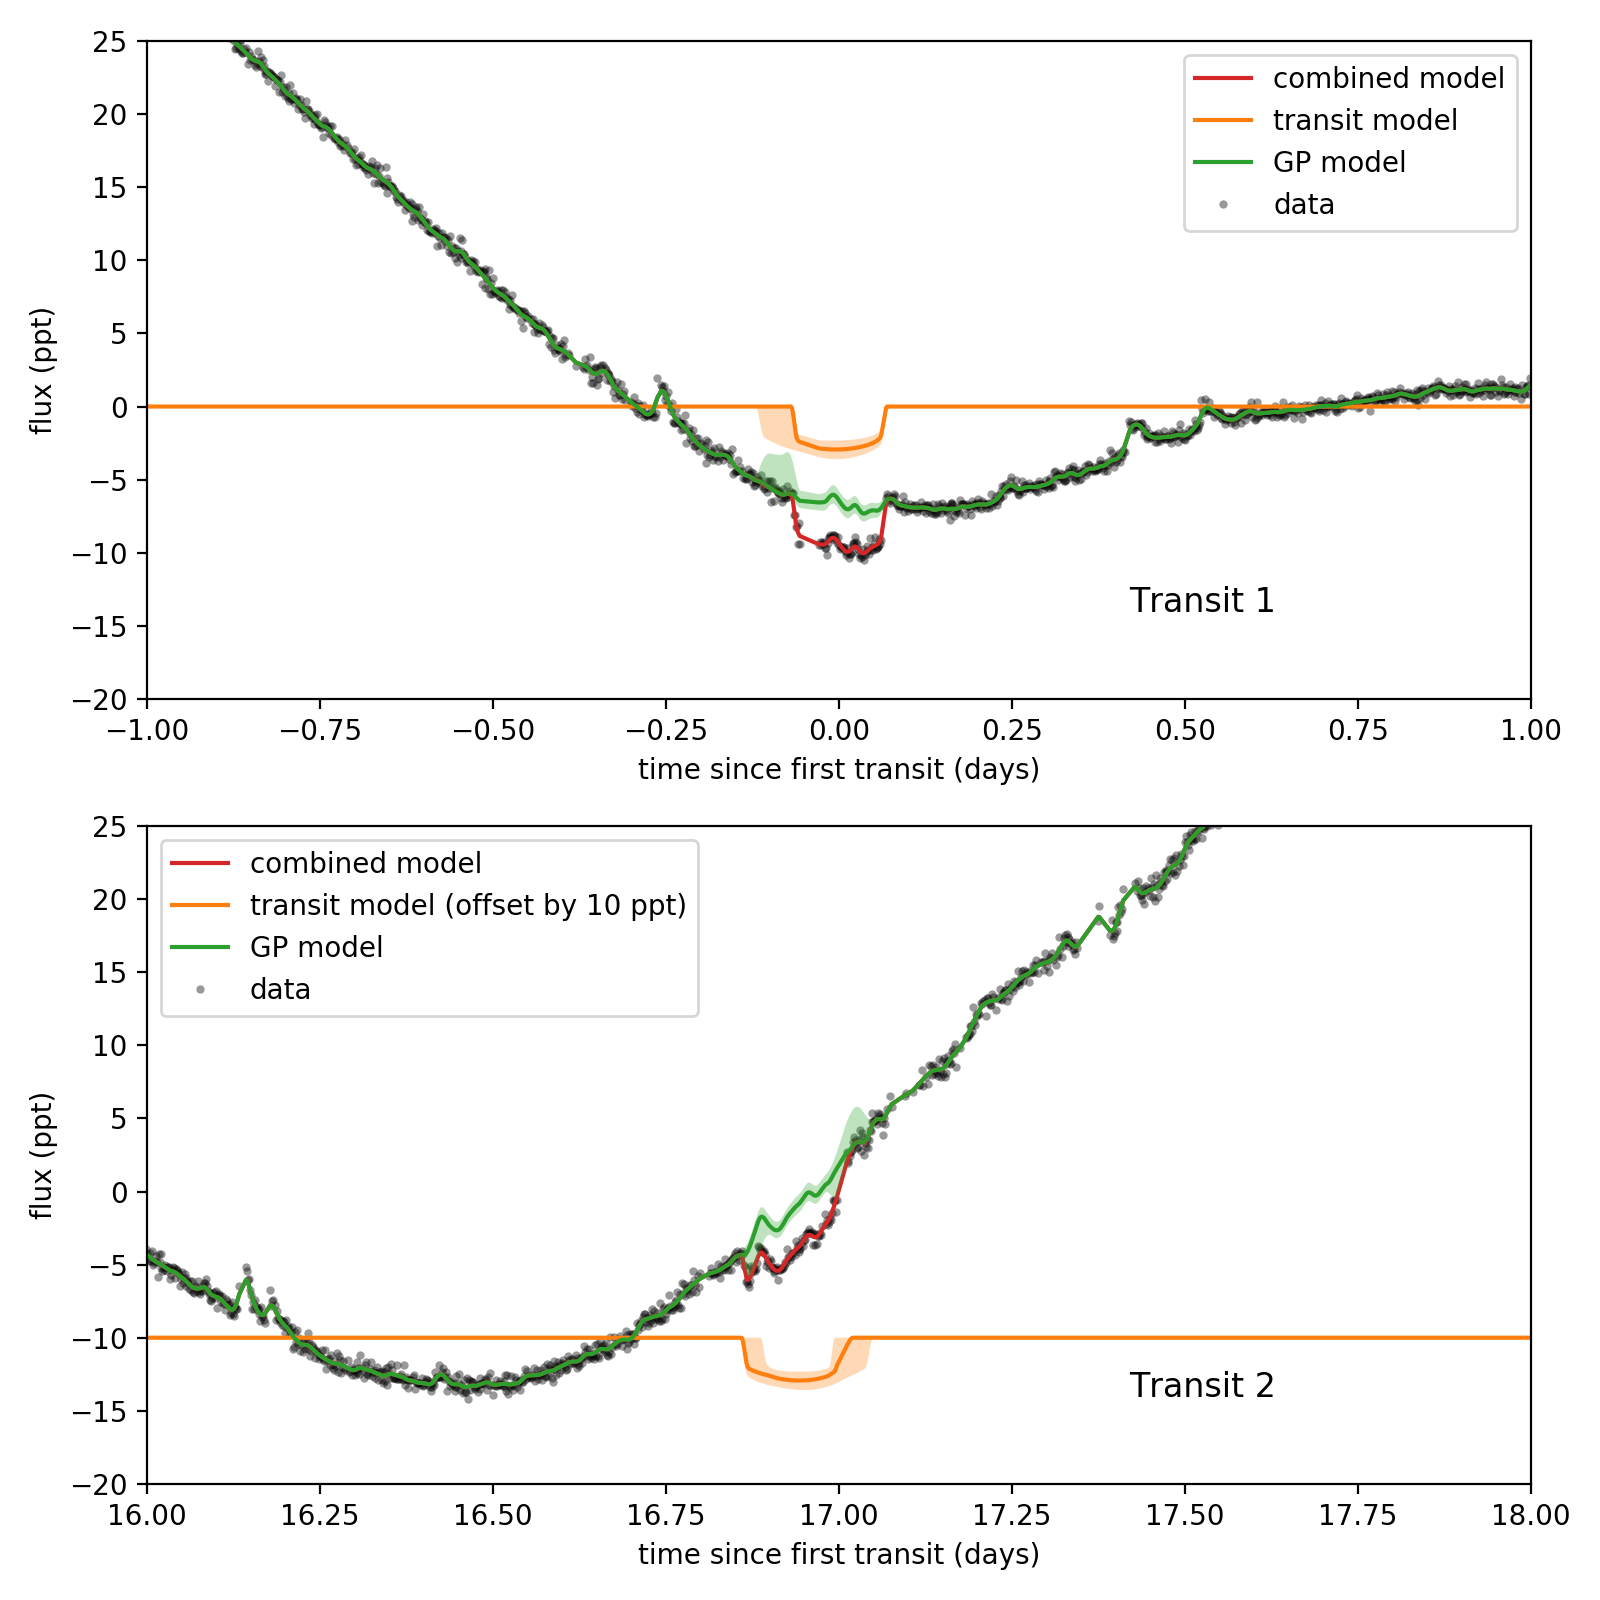 25
20
15
10
5
0
−5
−10
−15
−20
flux (ppt)
combined model
transit model
GP model
data
Transit 1
−1.00 −0.75 −0.50 −0.25 0.00 0.25 0.50 0.75 1.00
time since first transit (days)
25
20
15
10
5
0
−5
−10
−15
−20
flux (ppt)
combined model
transit model (offset by 10 ppt)
GP model
data
Transit 2
16.00 16.25 16.50 16.75 17.00 17.25 17.50 17.75 18.00
time since first transit (days)